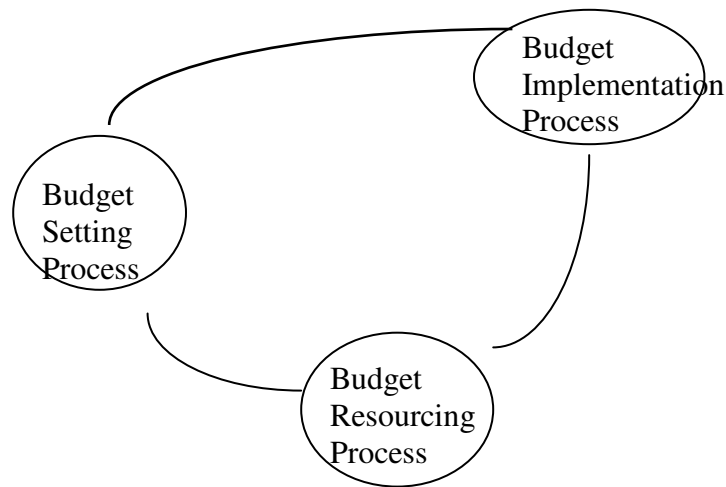 Budget
Implementation
Process
Budget
Setting
Process
Budget
Resourcing
Process